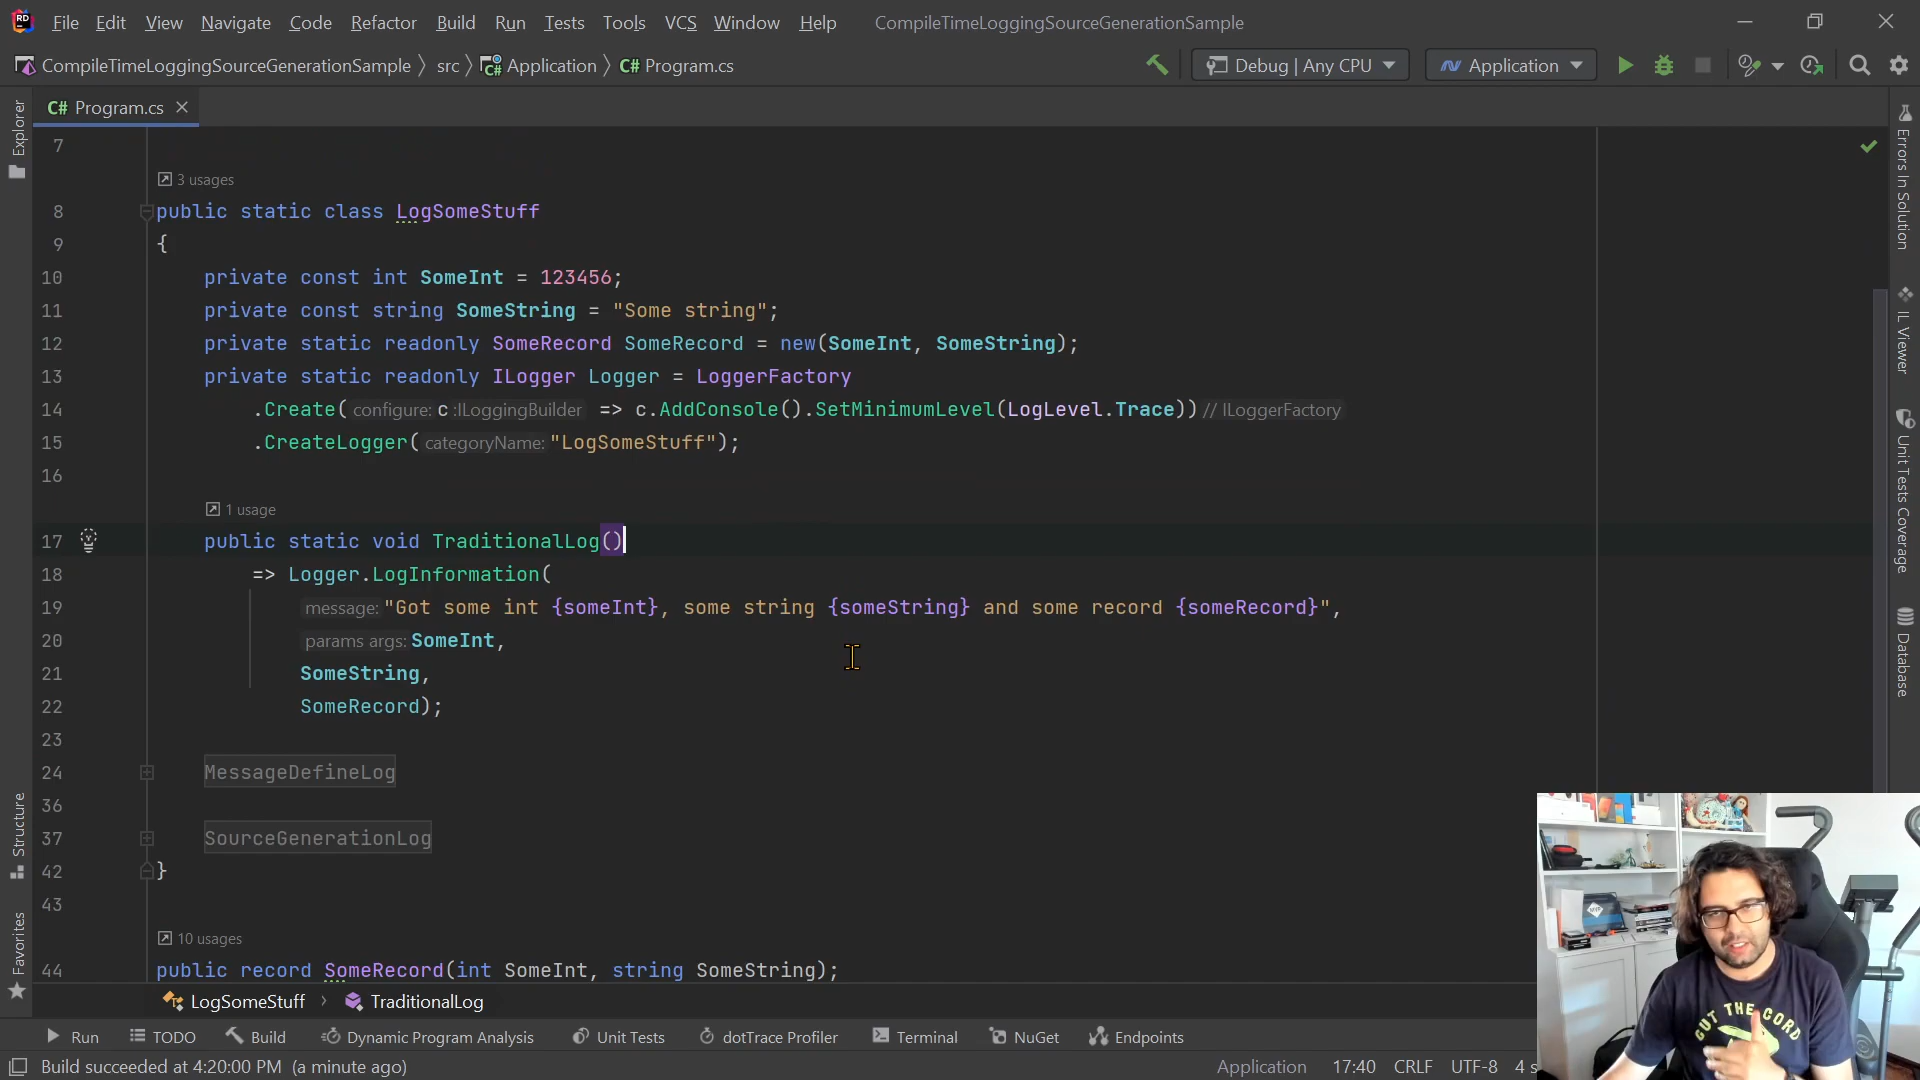 File Edit View Navigate Code Refactor Build Run Tests Tools VCS Window Help CompileTimeLoggingSourceGenerationSample
CompileTimeLoggingSourceGenerationSample src Application C# Program.cs Debug | Any CPU Application
C# Program.cs
Explorer
Structure
Favorites
7
3 usages
8 public static class LogSomeStuff
9 {
10 private const int SomeInt = 123456;
11 private const string SomeString = "Some string";
12 private static readonly SomeRecord SomeRecord = new(SomeInt, SomeString);
13 private static readonly ILogger Logger = LoggerFactory
14 .Create( configure: c :ILoggingBuilder => c.AddConsole().SetMinimumLevel(LogLevel.Trace)) // ILoggerFactory
15 .CreateLogger( categoryName: "LogSomeStuff");
16
1 usage
17 public static void TraditionalLog()
18 => Logger.LogInformation(
19 message: "Got some int {someInt}, some string {someString} and some record {someRecord}",
20 params args: SomeInt,
21 SomeString,
22 SomeRecord);
23
24 MessageDefineLog
36
37 SourceGenerationLog
42 }
43
10 usages
44 public record SomeRecord(int SomeInt, string SomeString);
Errors In Solution
IL Viewer
Unit Tests Coverage
Database
LogSomeStuff TraditionalLog
Run TODO Build Dynamic Program Analysis Unit Tests dotTrace Profiler Terminal NuGet Endpoints
Build succeeded at 4:20:00 PM (a minute ago) Application 17:40 CRLF UTF-8 4 s
CUT THE CORD